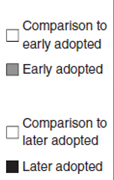 Comparison to
early adopted
Early adopted
Comparison to
later adopted
Later adopted